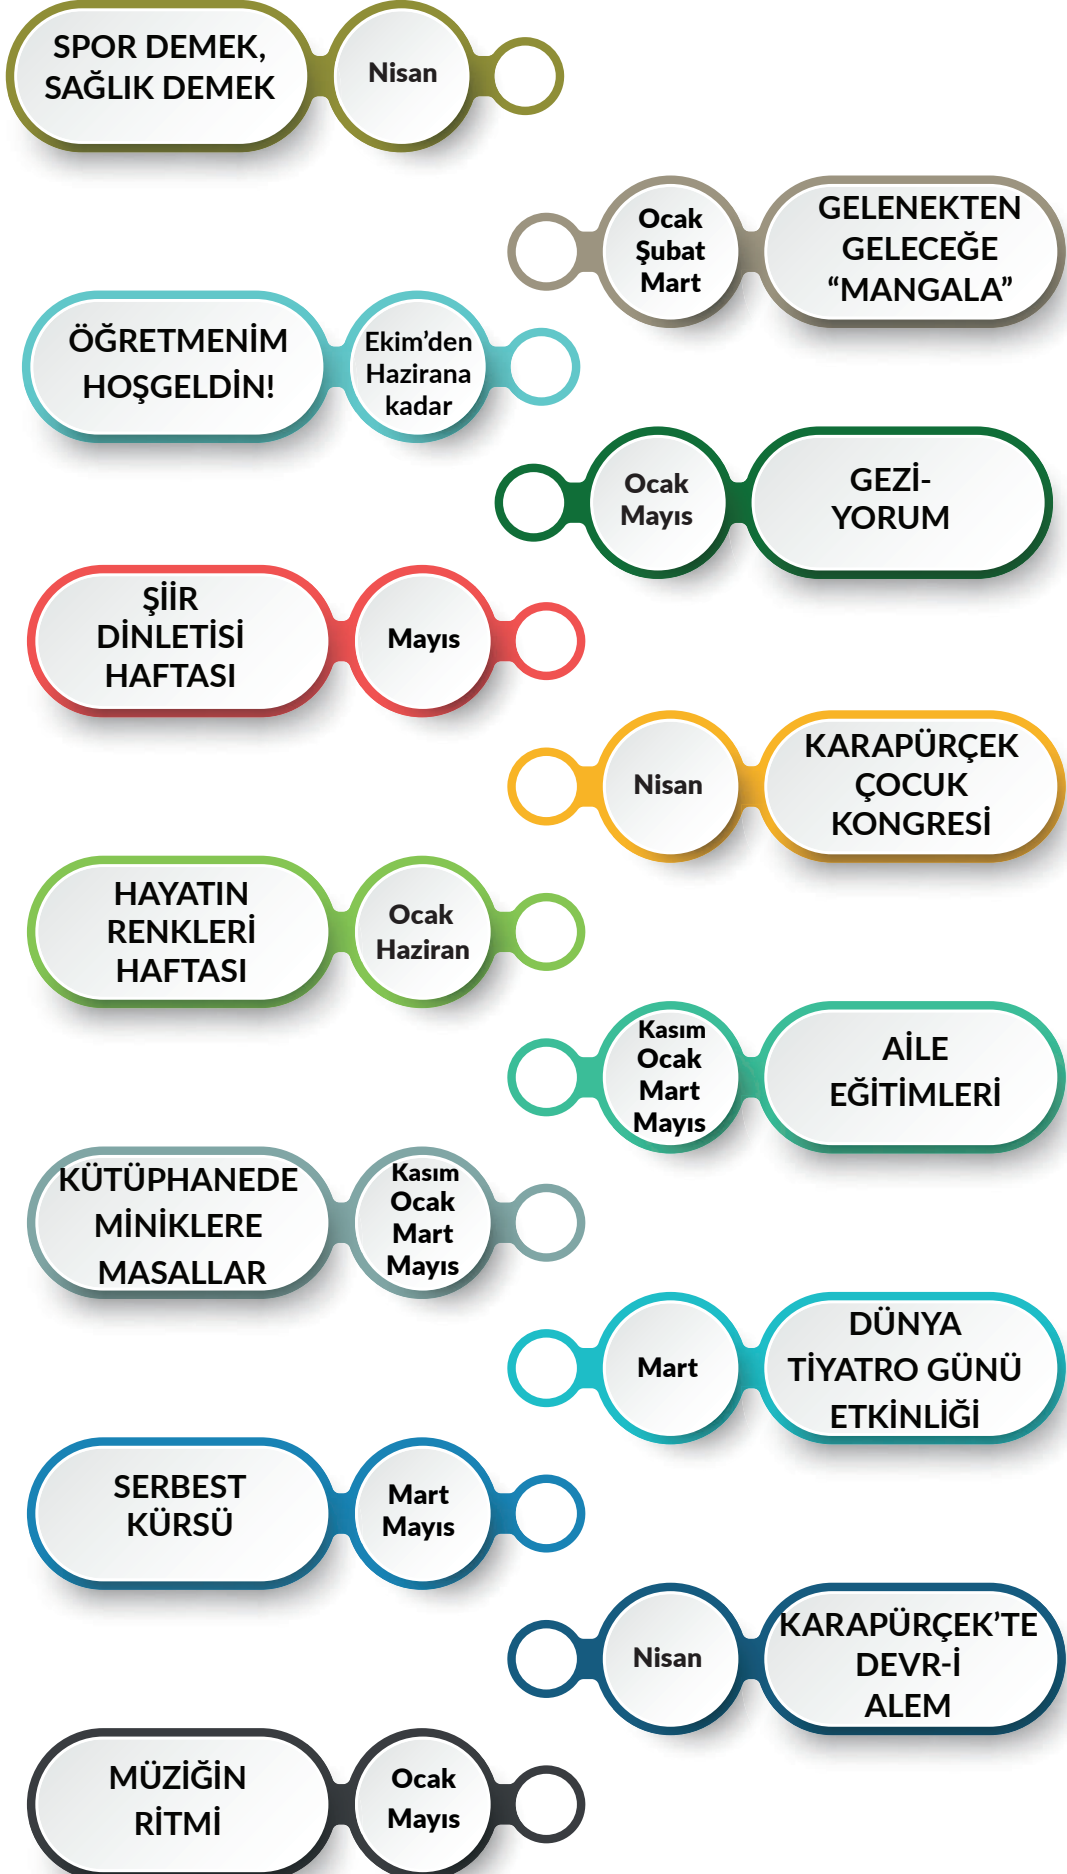 SPOR DEMEK,
SAĞLIK DEMEK
Nisan
Ocak
Şubat
Mart
GELENEKTEN
GELECEĞE
“MANGALA”
ÖĞRETMENİM
HOŞGELDİN!
Ekim’den
Hazirana
kadar
Ocak
Mayıs
GEZİ-
YORUM
ŞİİR
DİNLETİSİ
HAFTASI
Mayıs
Nisan
KARAPÜRÇEK
ÇOCUK
KONGRESİ
HAYATIN
RENKLERİ
HAFTASI
Ocak
Haziran
Kasım
Ocak
Mart
Mayıs
AİLE
EĞİTİMLERİ
KÜTÜPHANEDE
MİNİKLERE
MASALLAR
Kasım
Ocak
Mart
Mayıs
Mart
DÜNYA
TİYATRO GÜNÜ
ETKİNLİĞİ
SERBEST
KÜRSÜ
Mart
Mayıs
Nisan
KARAPÜRÇEK’TE
DEVR-İ
ALEM
MÜZİĞİN
RİTMİ
Ocak
Mayıs